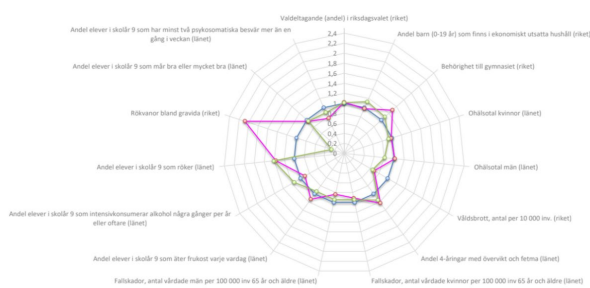 Valdeltagande (andel) i riksdagsvalet (riket)
Andel elever i skolår 9 som har minst två psykosomatiska besvär mer än en
gång i veckan (länet)
Andel barn (0-19 år) som finns i ekonomiskt utsatta hushåll (riket)
Andel elever i skolår 9 som mår bra eller mycket bra (länet)
Behörighet till gymnasiet (riket)
Rökvanor bland gravida (riket)
Ohälsotal kvinnor (länet)
Andel elever i skolår 9 som röker (länet)
Ohälsotal män (länet)
Andel elever i skolår 9 som intensivkonsumerar alkohol några gånger per år
eller oftare (länet)
Våldsbrott, antal per 10 000 inv. (riket)
Andel elever i skolår 9 som äter frukost varje vardag (länet)
Andel 4-åringar med övervikt och fetma (länet)
Fallskador, antal vårdade män per 100 000 inv 65 år och äldre (länet)
Fallskador, antal vårdade kvinnor per 100 000 inv 65 år och äldre (länet)
2,4
2,2
2
1,8
1,6
1,4
1,2
1
0,8
0,6
0,4
0,2
0